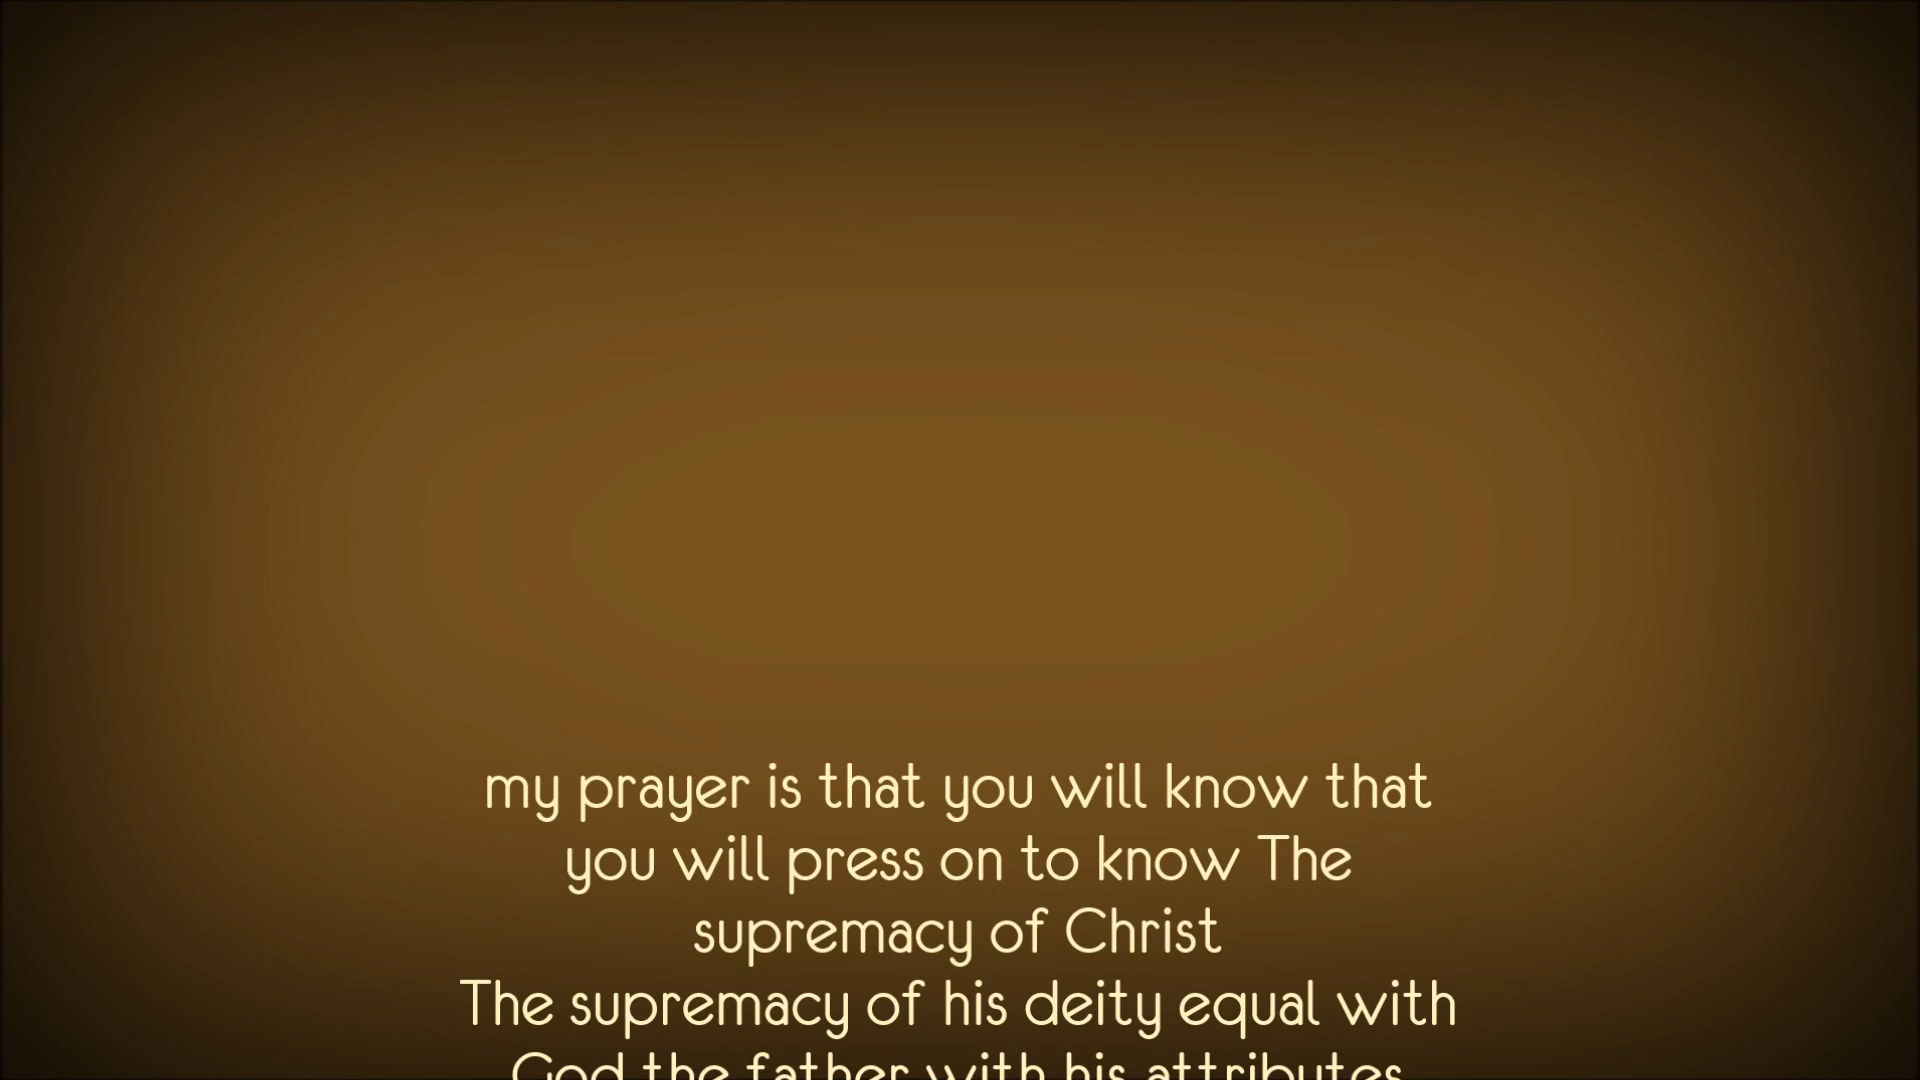 my prayer is that you will know that
you will press on to know The
supremacy of Christ
The supremacy of his deity equal with
God the father with his attributes